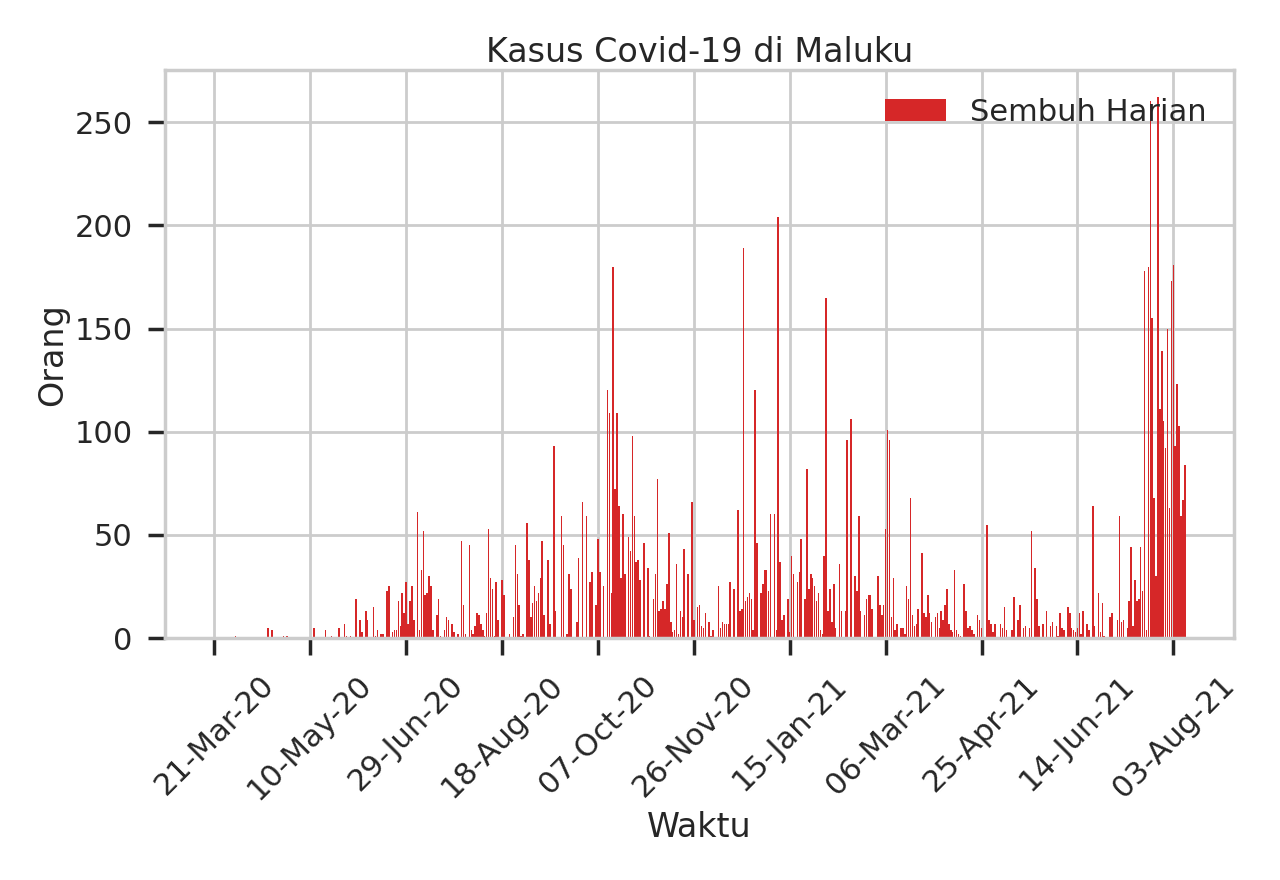 Kasus Covid-19 di Maluku
Sembuh Harian
Orang
250
200
150
100
50
0
21-Mar-20
10-May-20
29-Jun-20
18-Aug-20
07-Oct-20
26-Nov-20
15-Jan-21
06-Mar-21
25-Apr-21
14-Jun-21
03-Aug-21
Waktu